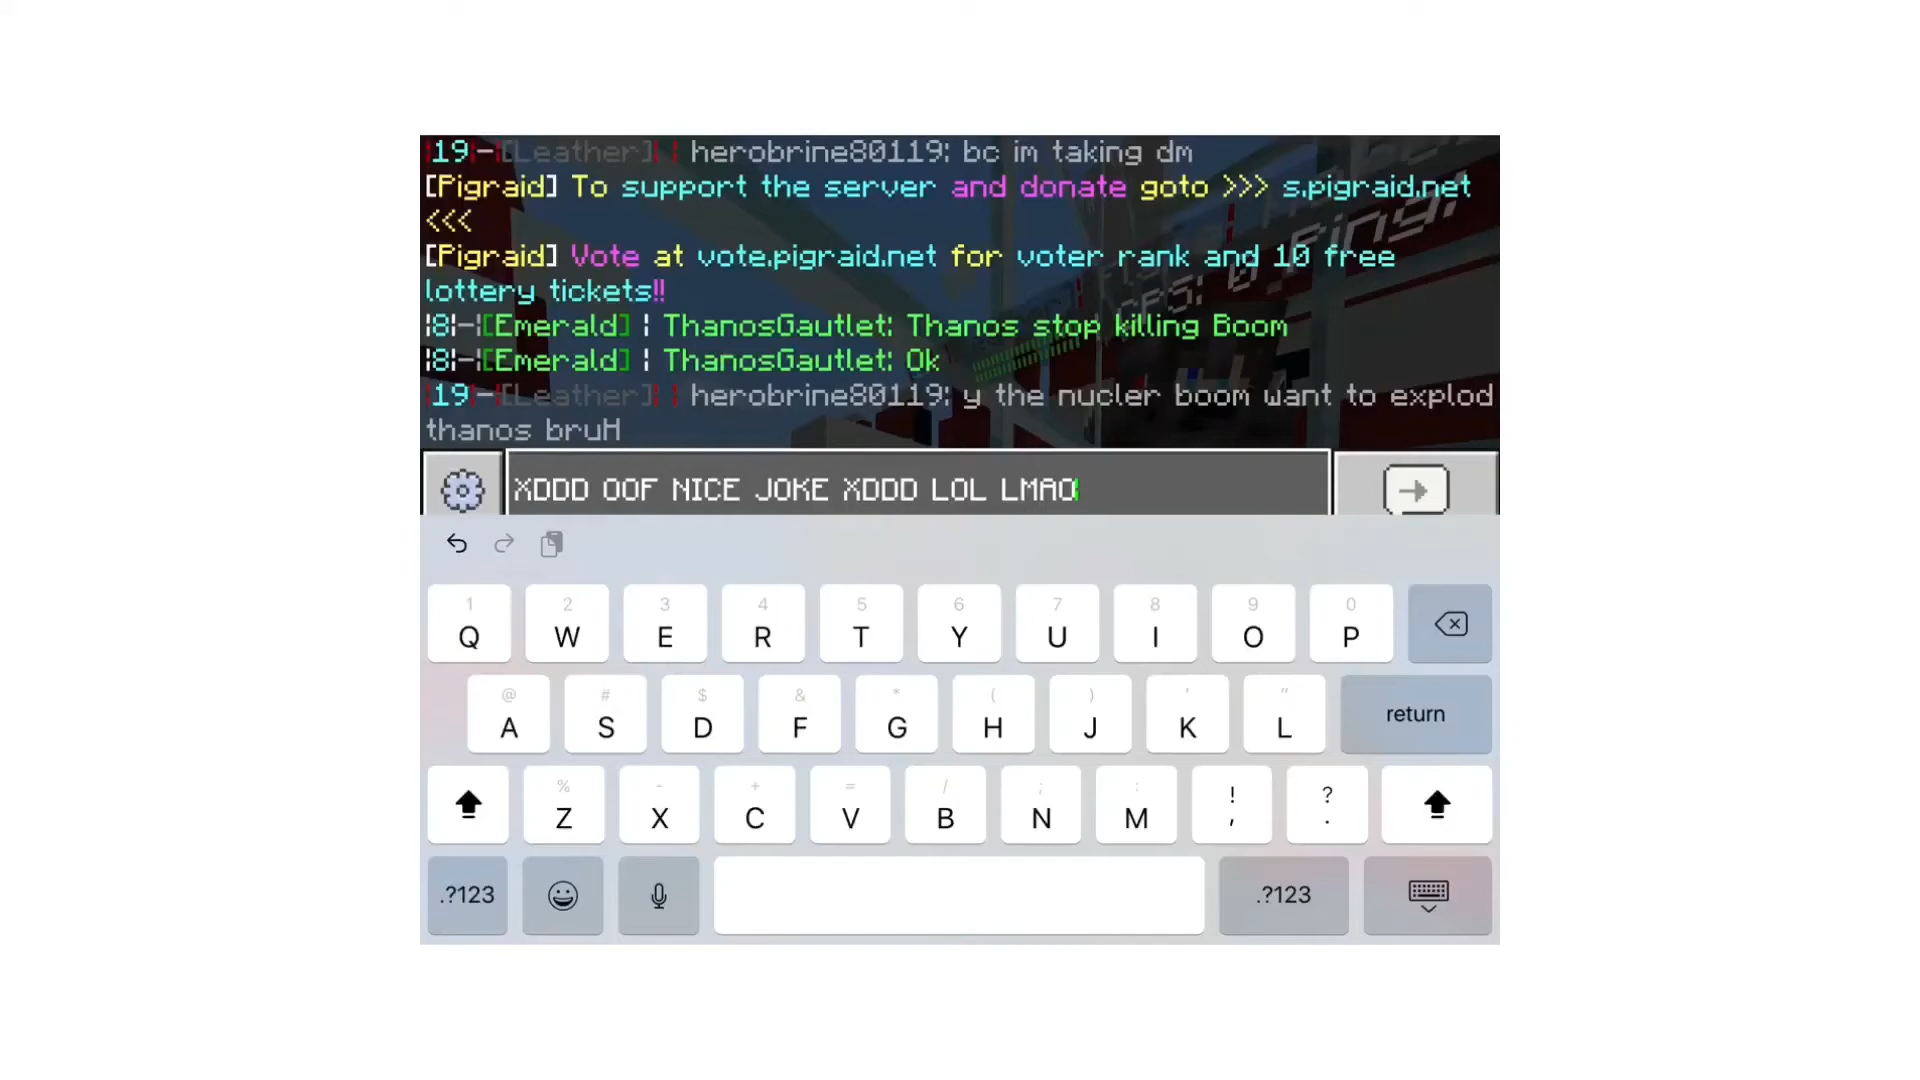 |19|-[Leather]| | herobrine80119: bc im taking dm
[Pigraid] To support the server and donate goto >>> s.pigraid.net
<<<
[Pigraid] Vote at vote.pigraid.net for voter rank and 10 free
lottery tickets!!
|8|-[Emerald] | ThanosGautlet: Thanos stop killing Boom
|8|-[Emerald] | ThanosGautlet: Ok
|19|-[Leather]| | herobrine80119: y the nucler boom want to explod
thanos bruH
Ping:
CPS: 0
XDDD OOF NICE JOKE XDDD LOL LMAO
1 2 3 4 5 6 7 8 9 0
Q W E R T Y U I O P
@ # $ & * ( ) ' "
A S D F G H J K L return
% - + = / ; : ! ?
Z X C V B N M , .
.?123 .?123